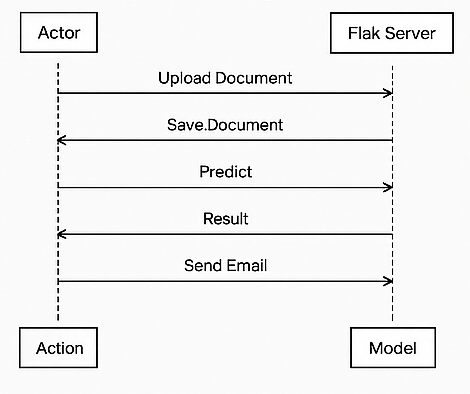 Actor
Flak Server
Upload Document
Save.Document
Predict
Result
Send Email
Action
Model